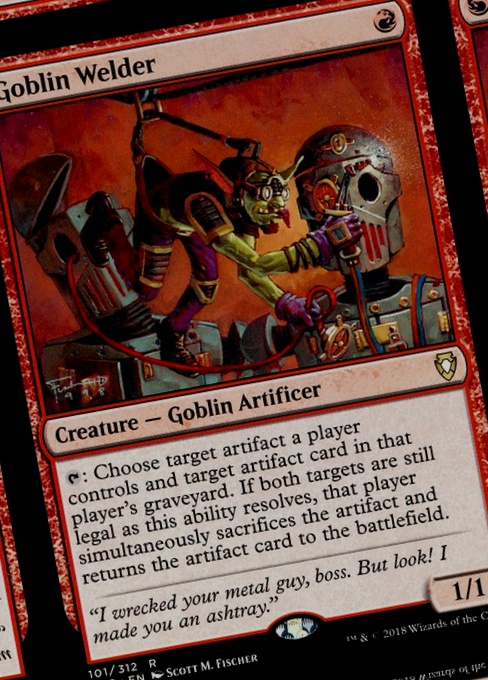 Goblin Welder
Creature — Goblin Artificer
: Choose target artifact a player
controls and target artifact card in that
player's graveyard. If both targets are still
legal as this ability resolves, that player
simultaneously sacrifices the artifact and
returns the artifact card to the battlefield.
“I wrecked your metal guy, boss. But look! I
made you an ashtray.”
1/1
101/312 R
EN SCOTT M. FISCHER
™ & © 2018 Wizards of the C